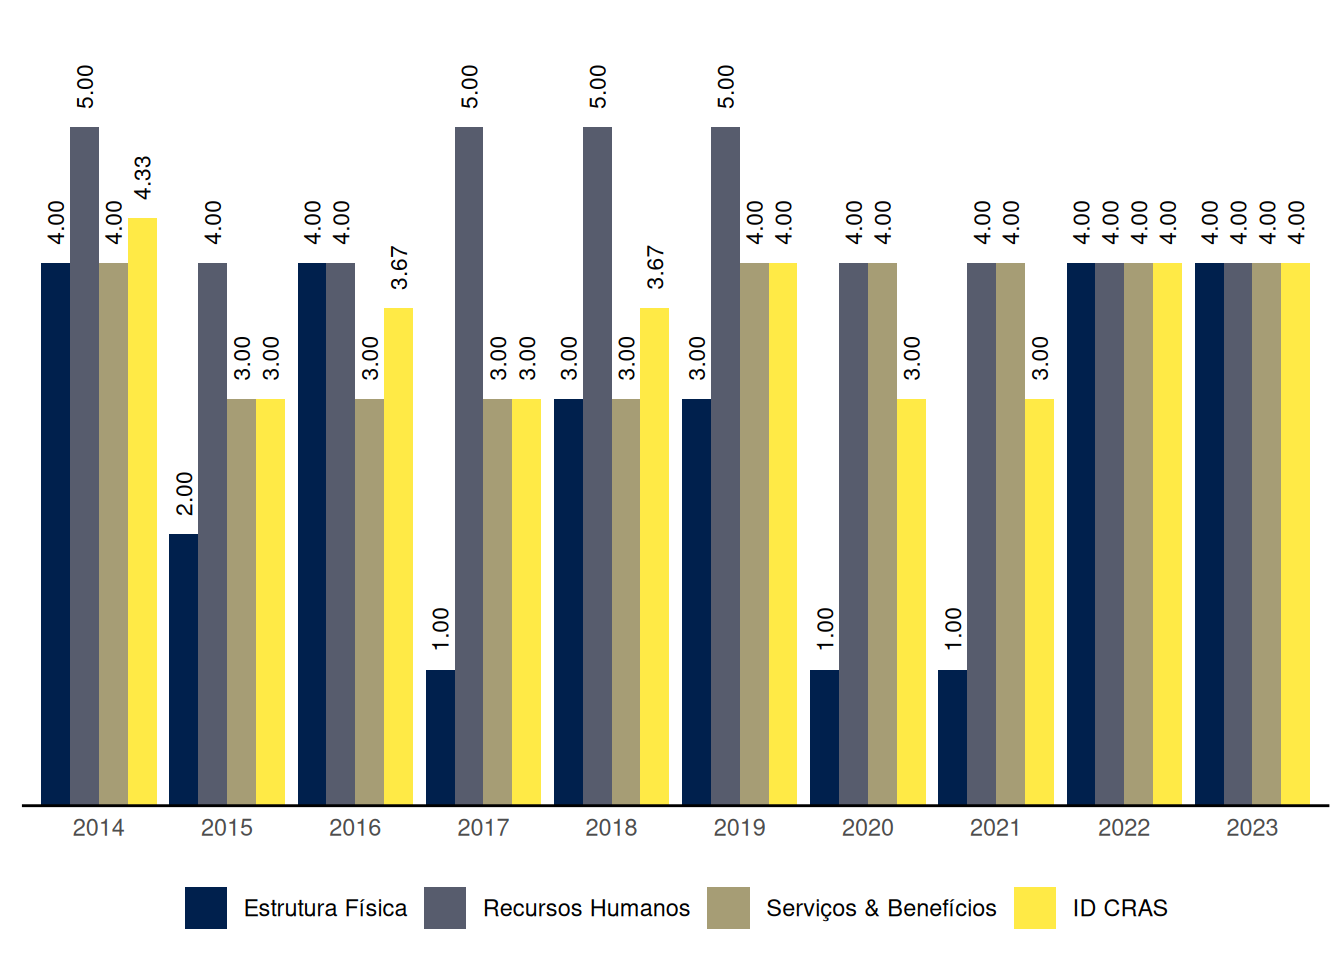 4.00 5.00 4.00 4.33 2.00 4.00 3.00 3.00 4.00 4.00 3.00 3.67 1.00 5.00 3.00 3.00 3.00 5.00 3.00 3.67 3.00 5.00 4.00 4.00 1.00 4.00 4.00 3.00 1.00 4.00 4.00 3.00 4.00 4.00 4.00 4.00 4.00 4.00 4.00 4.00
2014 2015 2016 2017 2018 2019 2020 2021 2022 2023
Estrutura Física Recursos Humanos Serviços & Benefícios ID CRAS